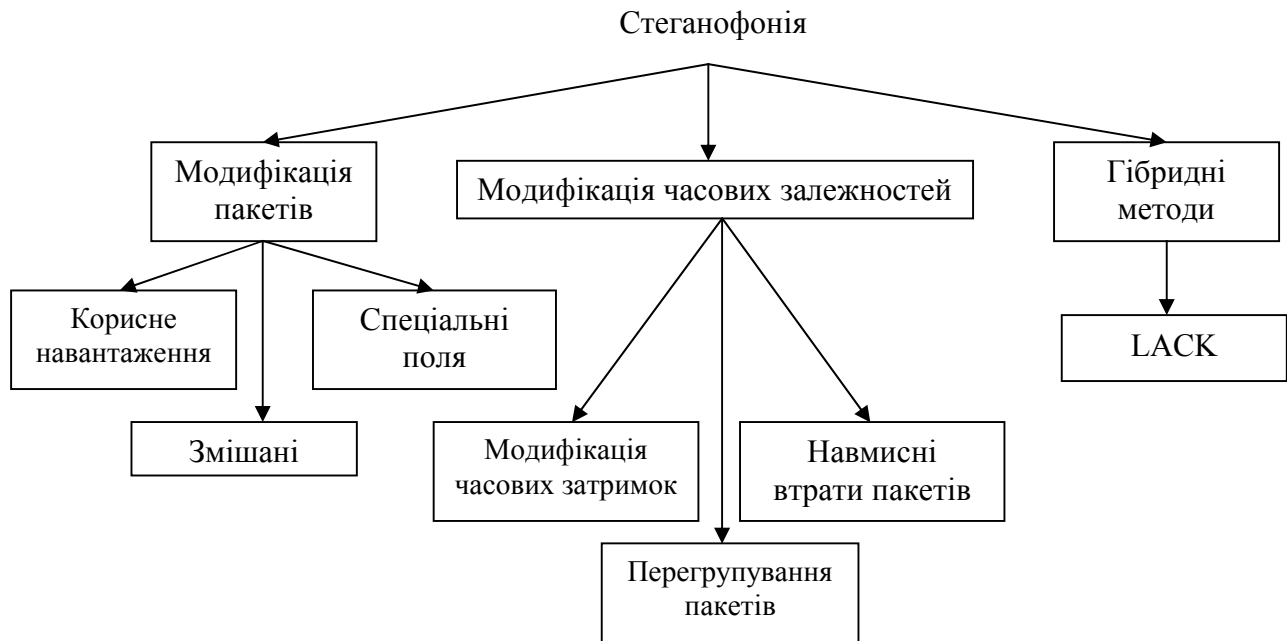 Стеганофонія
Модифікація
пакетів
Модифікація часових залежностей
Гібридні
методи
Корисне
навантаження
Спеціальні
поля
LACK
Змішані
Модифікація
часових затримок
Навмисні
втрати пакетів
Перегрупування
пакетів